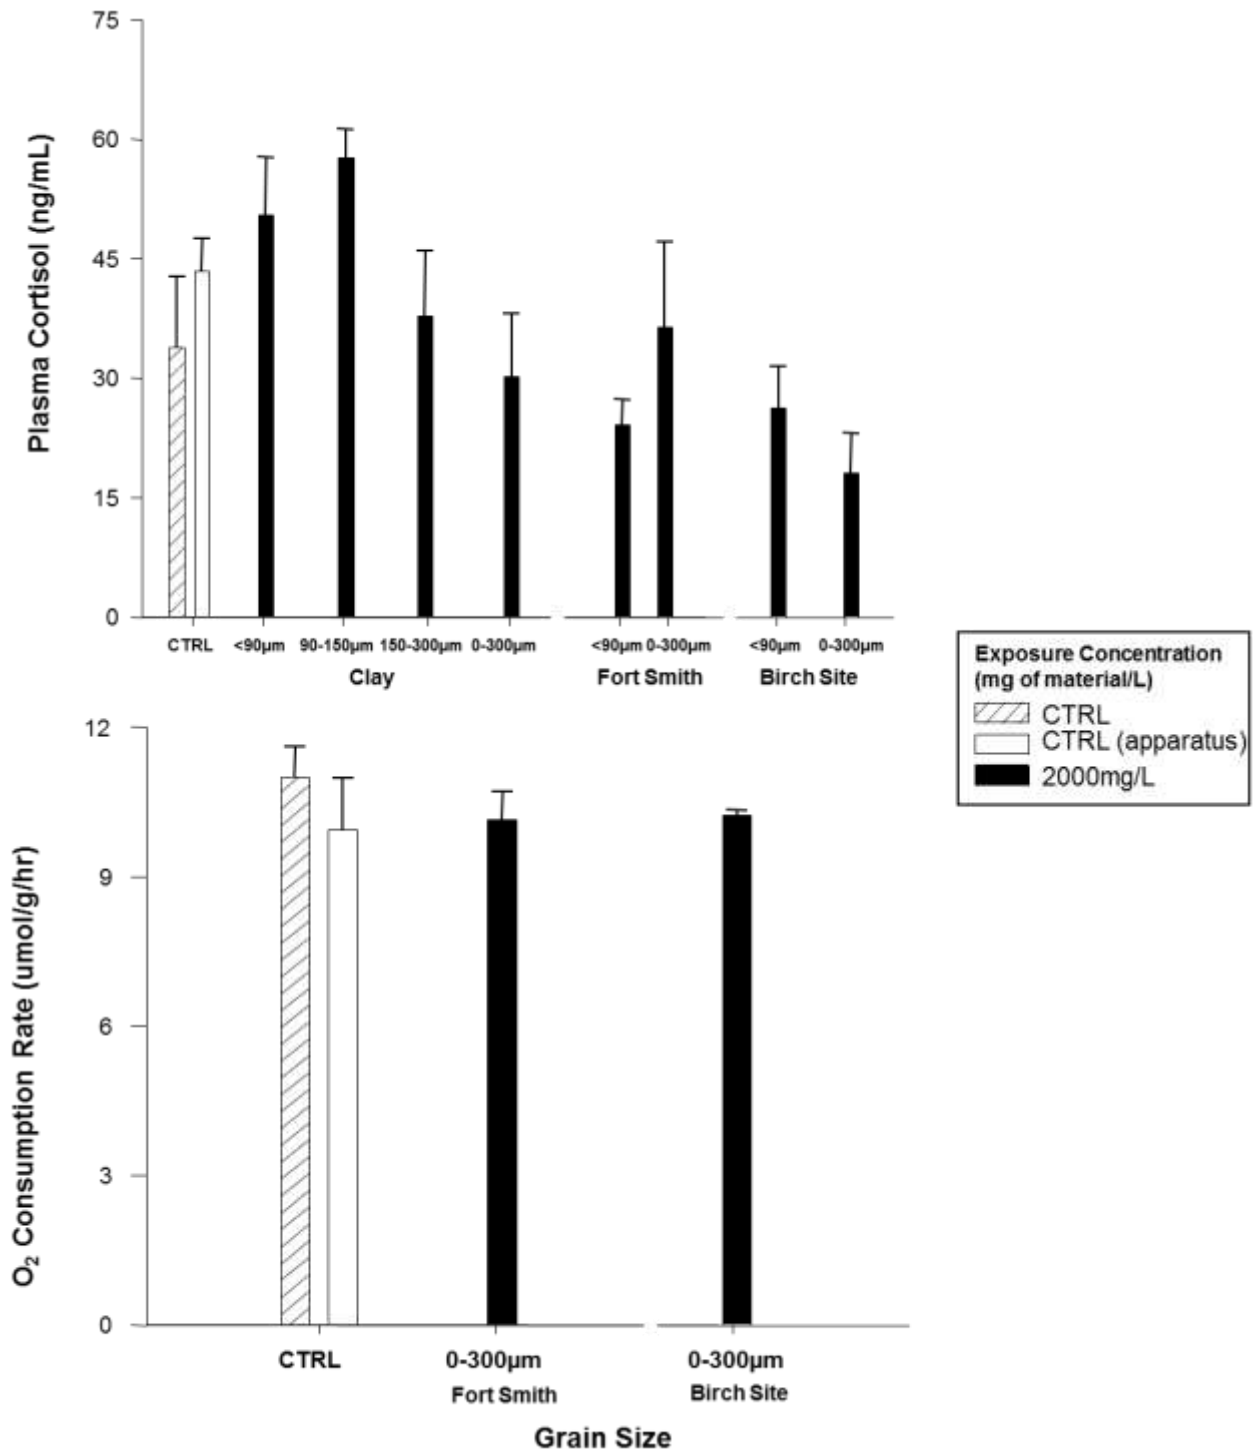 75
60
45
30
15
0
Plasma Cortisol (ng/mL)
CTRL <90µm 90-150µm 150-300µm 0-300µm <90µm 0-300µm <90µm 0-300µm
Clay Fort Smith Birch Site
Exposure Concentration
(mg of material/L)
CTRL
CTRL (apparatus)
2000mg/L
12
9
6
3
0
O₂ Consumption Rate (umol/g/hr)
CTRL 0-300µm 0-300µm
Fort Smith Birch Site
Grain Size